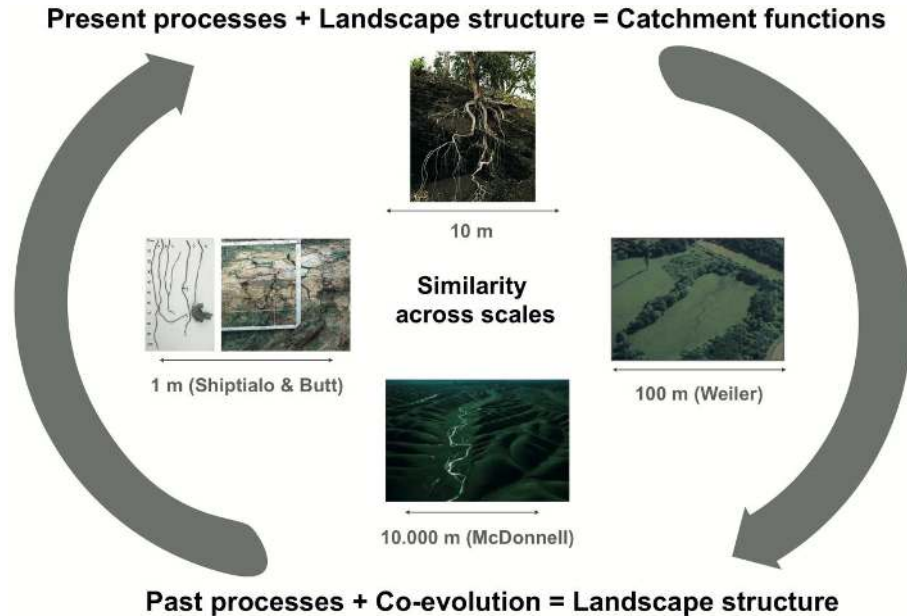 Present processes + Landscape structure = Catchment functions
10 m
Similarity
across scales
1 m (Shiptialo & Butt)
100 m (Weiler)
10.000 m (McDonnell)
Past processes + Co-evolution = Landscape structure